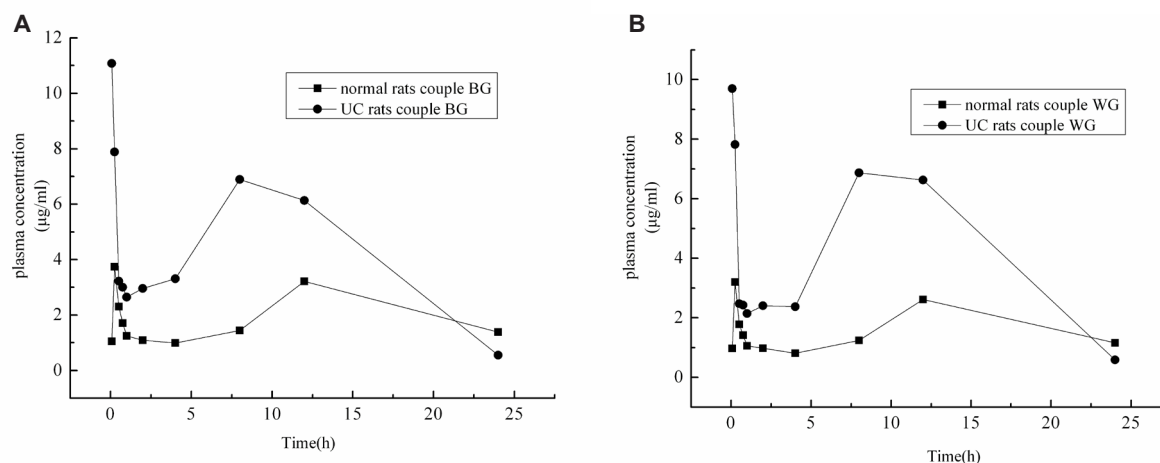 A
12
10
8
6
4
2
0
plasma concentration
(µg/ml)
normal rats couple BG
UC rats couple BG
0 5 10 15 20 25
Time(h)
B
10
8
6
4
2
0
plasma concentration
(µg/ml)
normal rats couple WG
UC rats couple WG
0 5 10 15 20 25
Time(h)